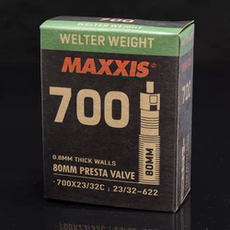 WELTER WEIGHT
MAXXIS®
700
0.8MM THICK WALLS
80MM PRESTA VALVE
·700X23/32C ; 23/32-622
80MM